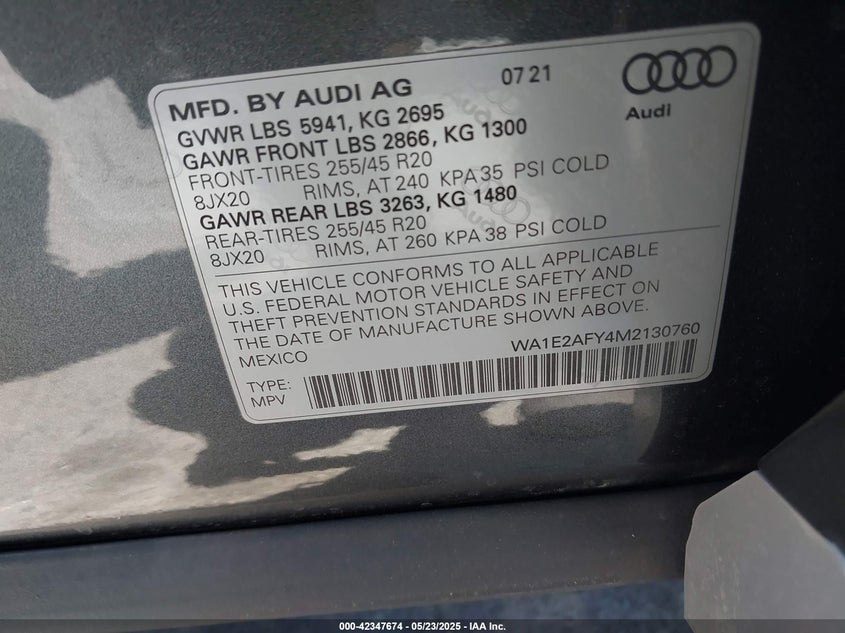 MFD. BY AUDI AG 07 21
Audi
GVWR LBS 5941, KG 2695
GAWR FRONT LBS 2866, KG 1300
FRONT-TIRES 255/45 R20
8JX20 RIMS, AT 240 KPA 35 PSI COLD
GAWR REAR LBS 3263, KG 1480
REAR-TIRES 255/45 R20
8JX20 RIMS, AT 260 KPA 38 PSI COLD
THIS VEHICLE CONFORMS TO ALL APPLICABLE
U.S. FEDERAL MOTOR VEHICLE SAFETY AND
THEFT PREVENTION STANDARDS IN EFFECT ON
THE DATE OF MANUFACTURE SHOWN ABOVE.
MEXICO WA1E2AFY4M2130760
TYPE:
MPV
000-42347674 - 05/23/2025 - IAA Inc.